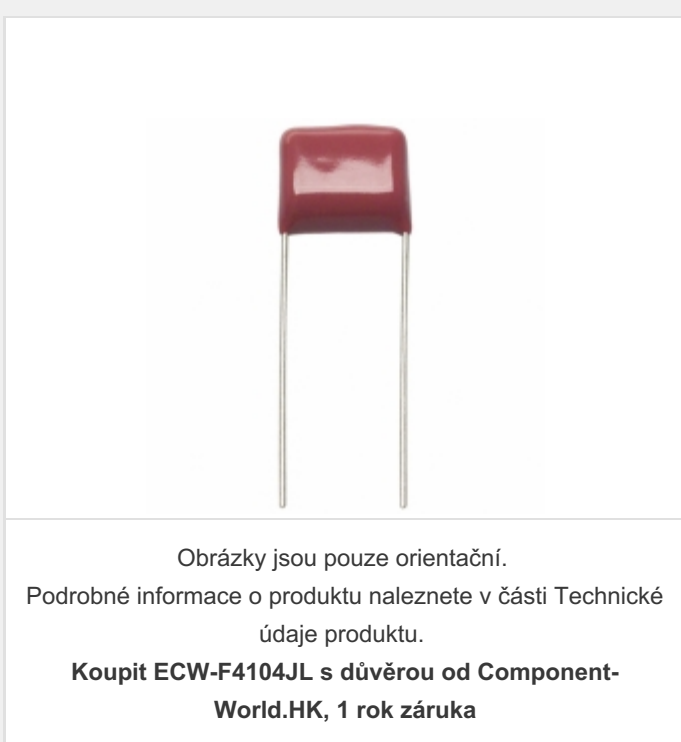 Obrázky jsou pouze orientační.
Podrobné informace o produktu naleznete v části Technické
údaje produktu.
Koupit ECW-F4104JL s důvěrou od Component-
World.HK, 1 rok záruka